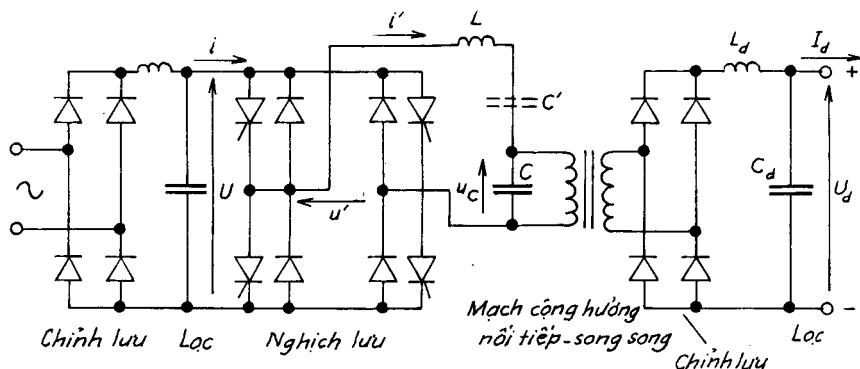 i
i'
L
L_d
I_d
+
C'
U
u'
u_C
C
C_d
U_d
−
Chỉnh lưu
Lọc
Nghịch lưu
Mạch cộng hưởng
nối tiếp-song song
Chỉnh lưu
Lọc